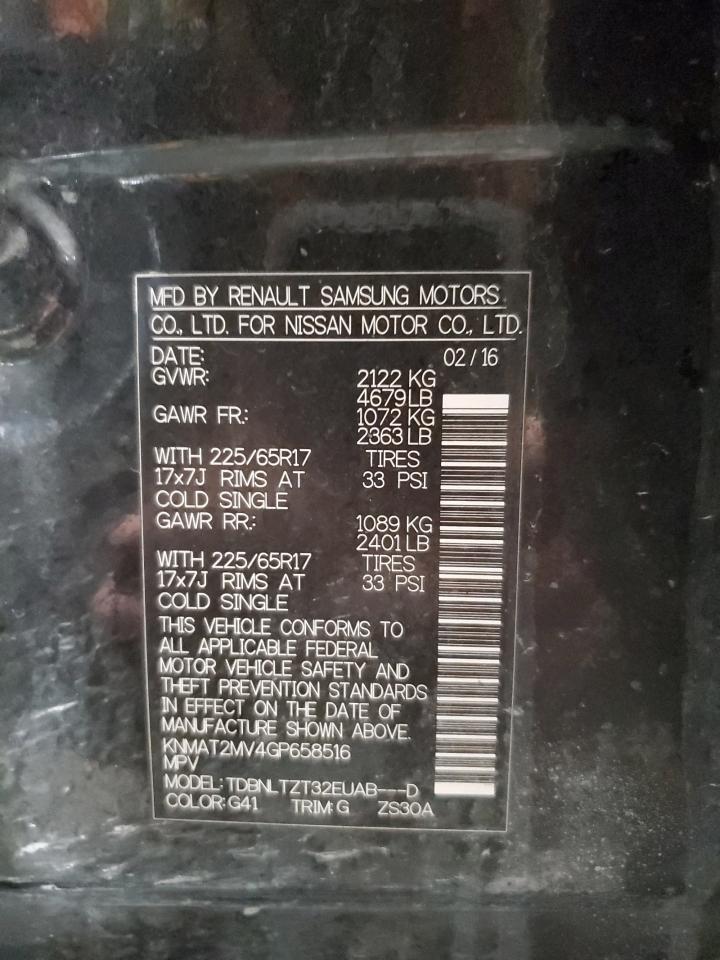 MFD BY RENAULT SAMSUNG MOTORS
CO., LTD. FOR NISSAN MOTOR CO., LTD.
DATE: 02/16
GVWR: 2122 KG
4679 LB
GAWR FR.: 1072 KG
2363 LB
WITH 225/65R17 TIRES
17x7J RIMS AT 33 PSI
COLD SINGLE
GAWR RR.: 1089 KG
2401 LB
WITH 225/65R17 TIRES
17x7J RIMS AT 33 PSI
COLD SINGLE
THIS VEHICLE CONFORMS TO
ALL APPLICABLE FEDERAL
MOTOR VEHICLE SAFETY AND
THEFT PREVENTION STANDARDS
IN EFFECT ON THE DATE OF
MANUFACTURE SHOWN ABOVE.
KNMAT2MV4GP658516
MPV
MODEL: TDBNLTZT32EUAB---D
COLOR: G41 TRIM: G ZS30A